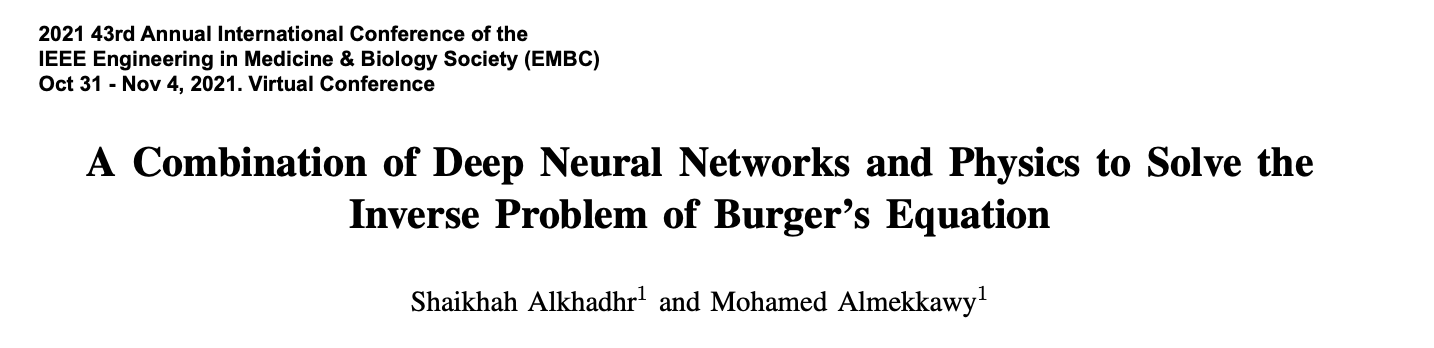 2021 43rd Annual International Conference of the
IEEE Engineering in Medicine & Biology Society (EMBC)
Oct 31 - Nov 4, 2021. Virtual Conference
A Combination of Deep Neural Networks and Physics to Solve the
Inverse Problem of Burger’s Equation
Shaikhah Alkhadhr¹ and Mohamed Almekkawy¹